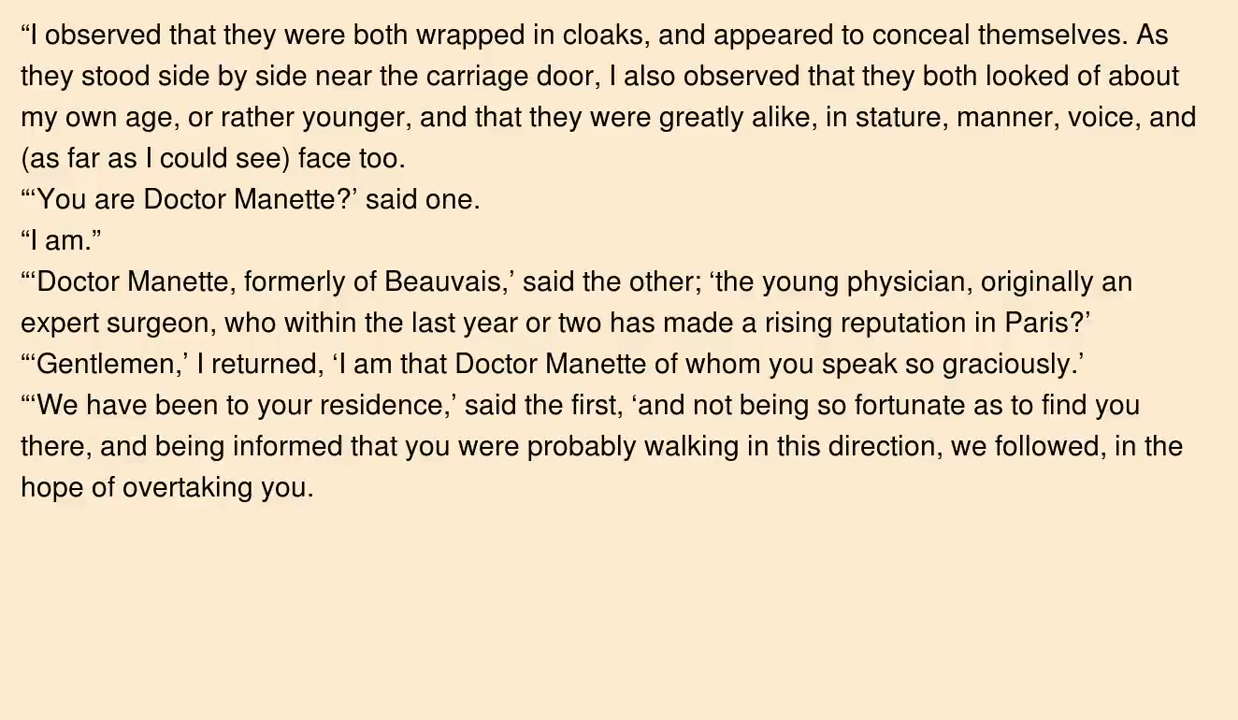 “I observed that they were both wrapped in cloaks, and appeared to conceal themselves. As
they stood side by side near the carriage door, I also observed that they both looked of about
my own age, or rather younger, and that they were greatly alike, in stature, manner, voice, and
(as far as I could see) face too.
“‘You are Doctor Manette?’ said one.
“I am.”
“‘Doctor Manette, formerly of Beauvais,’ said the other; ‘the young physician, originally an
expert surgeon, who within the last year or two has made a rising reputation in Paris?’
“‘Gentlemen,’ I returned, ‘I am that Doctor Manette of whom you speak so graciously.’
“‘We have been to your residence,’ said the first, ‘and not being so fortunate as to find you
there, and being informed that you were probably walking in this direction, we followed, in the
hope of overtaking you.